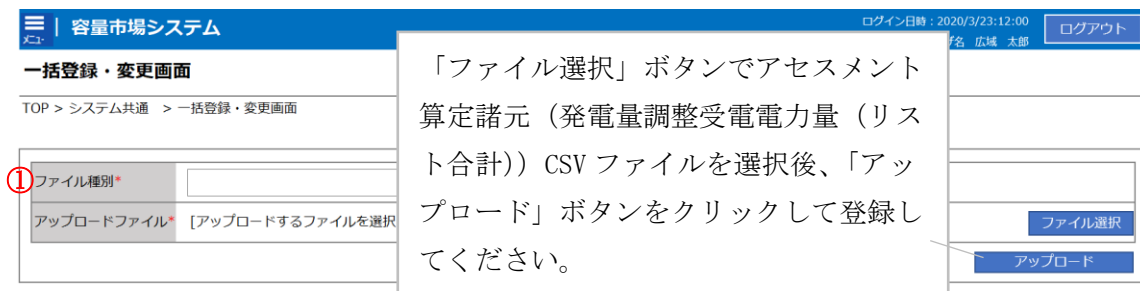 容量市場システム
ログイン日時：2020/3/23:12:00
ログアウト
メニュー
名 広域 太郎
一括登録・変更画面
TOP > システム共通 > 一括登録・変更画面
「ファイル選択」ボタンでアセスメント
算定諸元（発電量調整受電電力量（リス
ト合計））CSVファイルを選択後、「アッ
プロード」ボタンをクリックして登録し
てください。
①ファイル種別*
アップロードファイル* [アップロードするファイルを選択
ファイル選択
アップロード